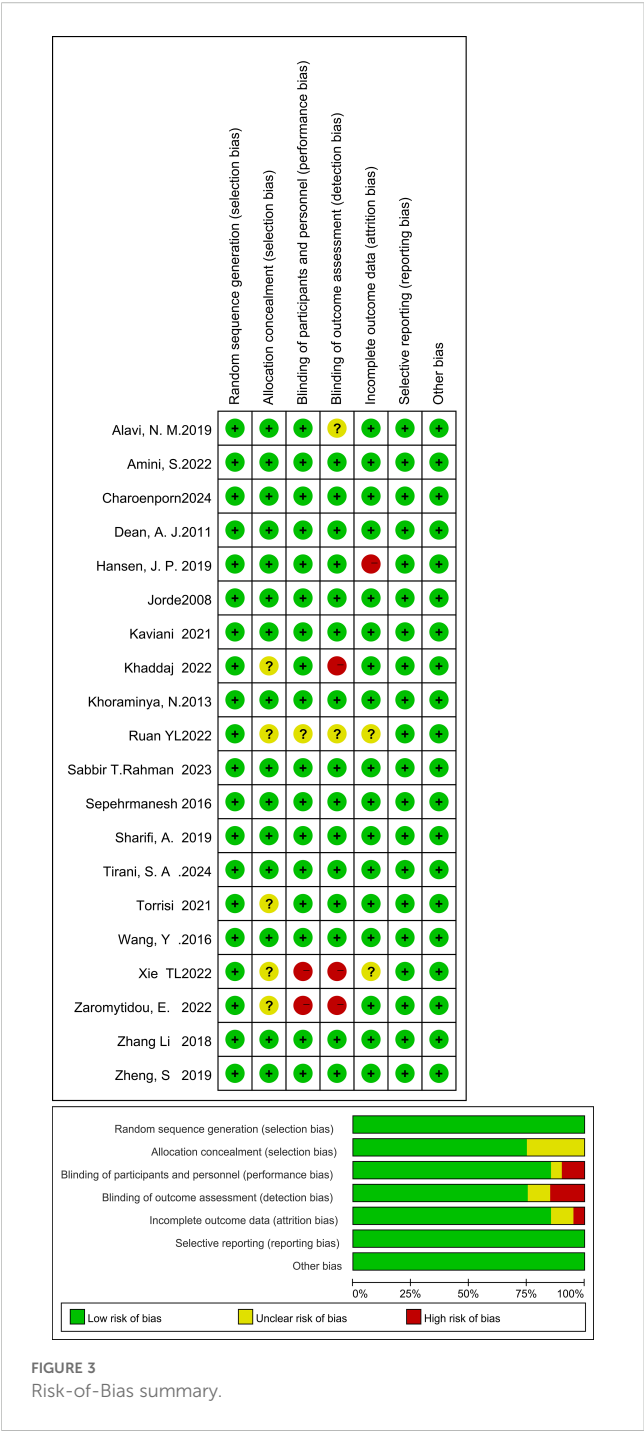 Random sequence generation (selection bias)
Allocation concealment (selection bias)
Blinding of participants and personnel (performance bias)
Blinding of outcome assessment (detection bias)
Incomplete outcome data (attrition bias)
Selective reporting (reporting bias)
Other bias
Alavi, N. M.2019 + + + ? + + +
Amini, S.2022 + + + + + + +
Charoenporn2024 + + + + + + +
Dean, A. J.2011 + + + + + + +
Hansen, J. P. 2019 + + + + - + +
Jorde2008 + + + + + + +
Kaviani 2021 + + + + + + +
Khaddaj 2022 + ? + - + + +
Khoraminya, N.2013 + + + + + + +
Ruan YL2022 + ? ? ? ? + +
Sabbir T.Rahman 2023 + + + + + + +
Sepehrmanesh 2016 + + + + + + +
Sharifi, A. 2019 + + + + + + +
Tirani, S. A .2024 + + + + + + +
Torrisi 2021 + ? + + + + +
Wang, Y .2016 + + + + + + +
Xie TL2022 + ? - - ? + +
Zaromytidou, E. 2022 + ? - - + + +
Zhang Li 2018 + + + + + + +
Zheng, S 2019 + + + + + + +
Random sequence generation (selection bias)
Allocation concealment (selection bias)
Blinding of participants and personnel (performance bias)
Blinding of outcome assessment (detection bias)
Incomplete outcome data (attrition bias)
Selective reporting (reporting bias)
Other bias
0% 25% 50% 75% 100%
Low risk of bias Unclear risk of bias High risk of bias
FIGURE 3
Risk-of-Bias summary.